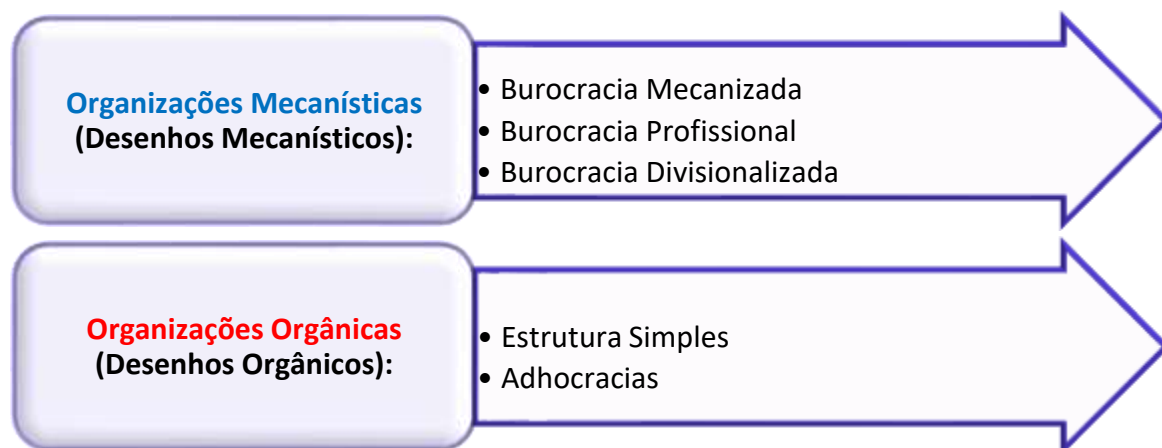 Organizações Mecanísticas
(Desenhos Mecanísticos):
• Burocracia Mecanizada
• Burocracia Profissional
• Burocracia Divisionalizada
Organizações Orgânicas
(Desenhos Orgânicos):
• Estrutura Simples
• Adhocracias